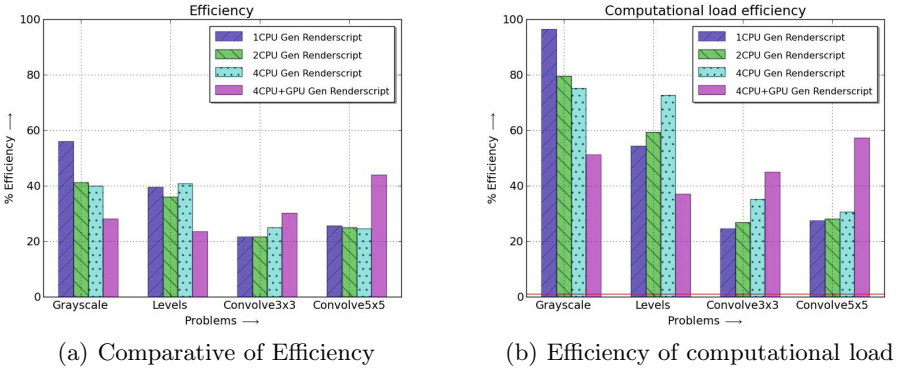 Efficiency
100
80
60
40
20
0
% Efficiency ⟶
1CPU Gen Renderscript
2CPU Gen Renderscript
4CPU Gen Renderscript
4CPU+GPU Gen Renderscript
Grayscale
Levels
Convolve3x3
Convolve5x5
Problems ⟶
(a) Comparative of Efficiency
Computational load efficiency
100
80
60
40
20
0
% Efficiency ⟶
1CPU Gen Renderscript
2CPU Gen Renderscript
4CPU Gen Renderscript
4CPU+GPU Gen Renderscript
Grayscale
Levels
Convolve3x3
Convolve5x5
Problems ⟶
(b) Efficiency of computational load